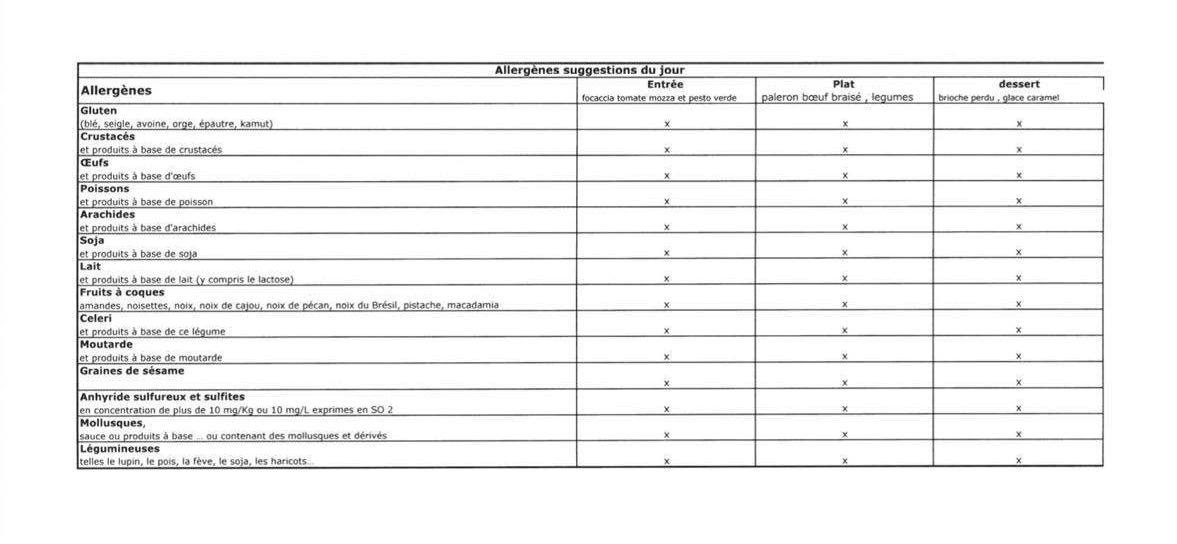 Allergènes suggestions du jour
Allergènes Entrée Plat dessert
focaccia tomate mozza et pesto verde paleron bœuf braisé , legumes brioche perdu , glace caramel
Gluten
(blé, seigle, avoine, orge, épautre, kamut) x x x
Crustacés
et produits à base de crustacés x x x
Œufs
et produits à base d'œufs x x x
Poissons
et produits à base de poisson x x x
Arachides
et produits à base d'arachides x x x
Soja
et produits à base de soja x x x
Lait
et produits à base de lait (y compris le lactose) x x x
Fruits à coques
amandes, noisettes, noix, noix de cajou, noix de pécan, noix du Brésil, pistache, macadamia x x x
Celeri
et produits à base de ce légume x x x
Moutarde
et produits à base de moutarde x x x
Graines de sésame
x x x
Anhyride sulfureux et sulfites
en concentration de plus de 10 mg/Kg ou 10 mg/L exprimes en SO 2 x x x
Mollusques,
sauce ou produits à base ... ou contenant des mollusques et dérivés x x x
Légumineuses
telles le lupin, le pois, la fève, le soja, les haricots... x x x